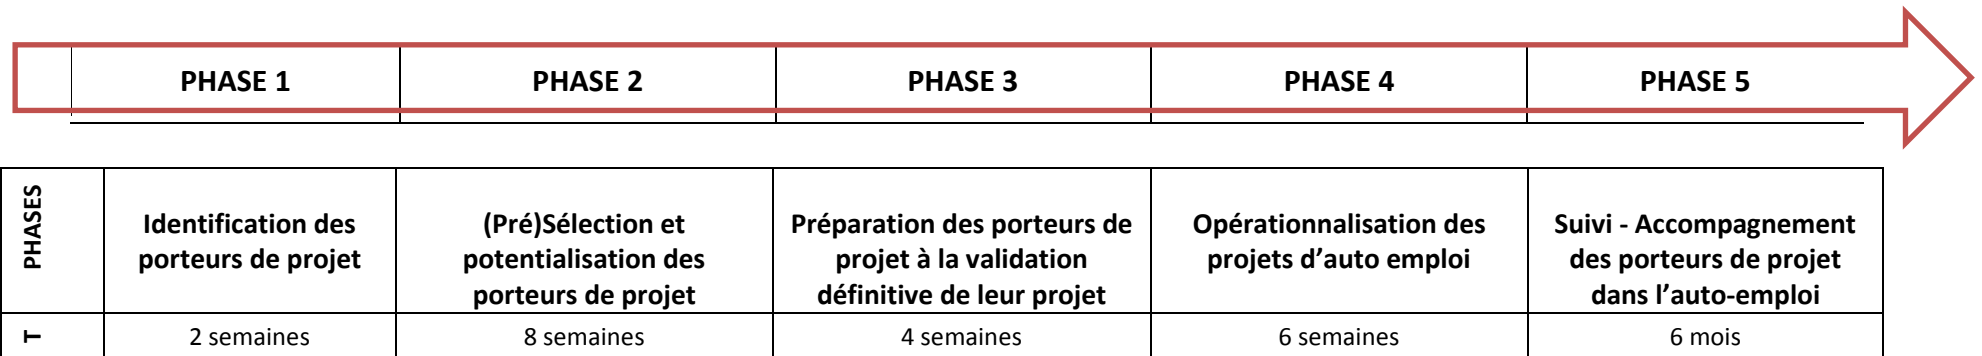 PHASE 1 PHASE 2 PHASE 3 PHASE 4 PHASE 5
PHASES
Identification des
porteurs de projet
(Pré)Sélection et
potentialisation des
porteurs de projet
Préparation des porteurs de
projet à la validation
définitive de leur projet
Opérationnalisation des
projets d’auto emploi
Suivi - Accompagnement
des porteurs de projet
dans l’auto-emploi
T
2 semaines 8 semaines 4 semaines 6 semaines 6 mois